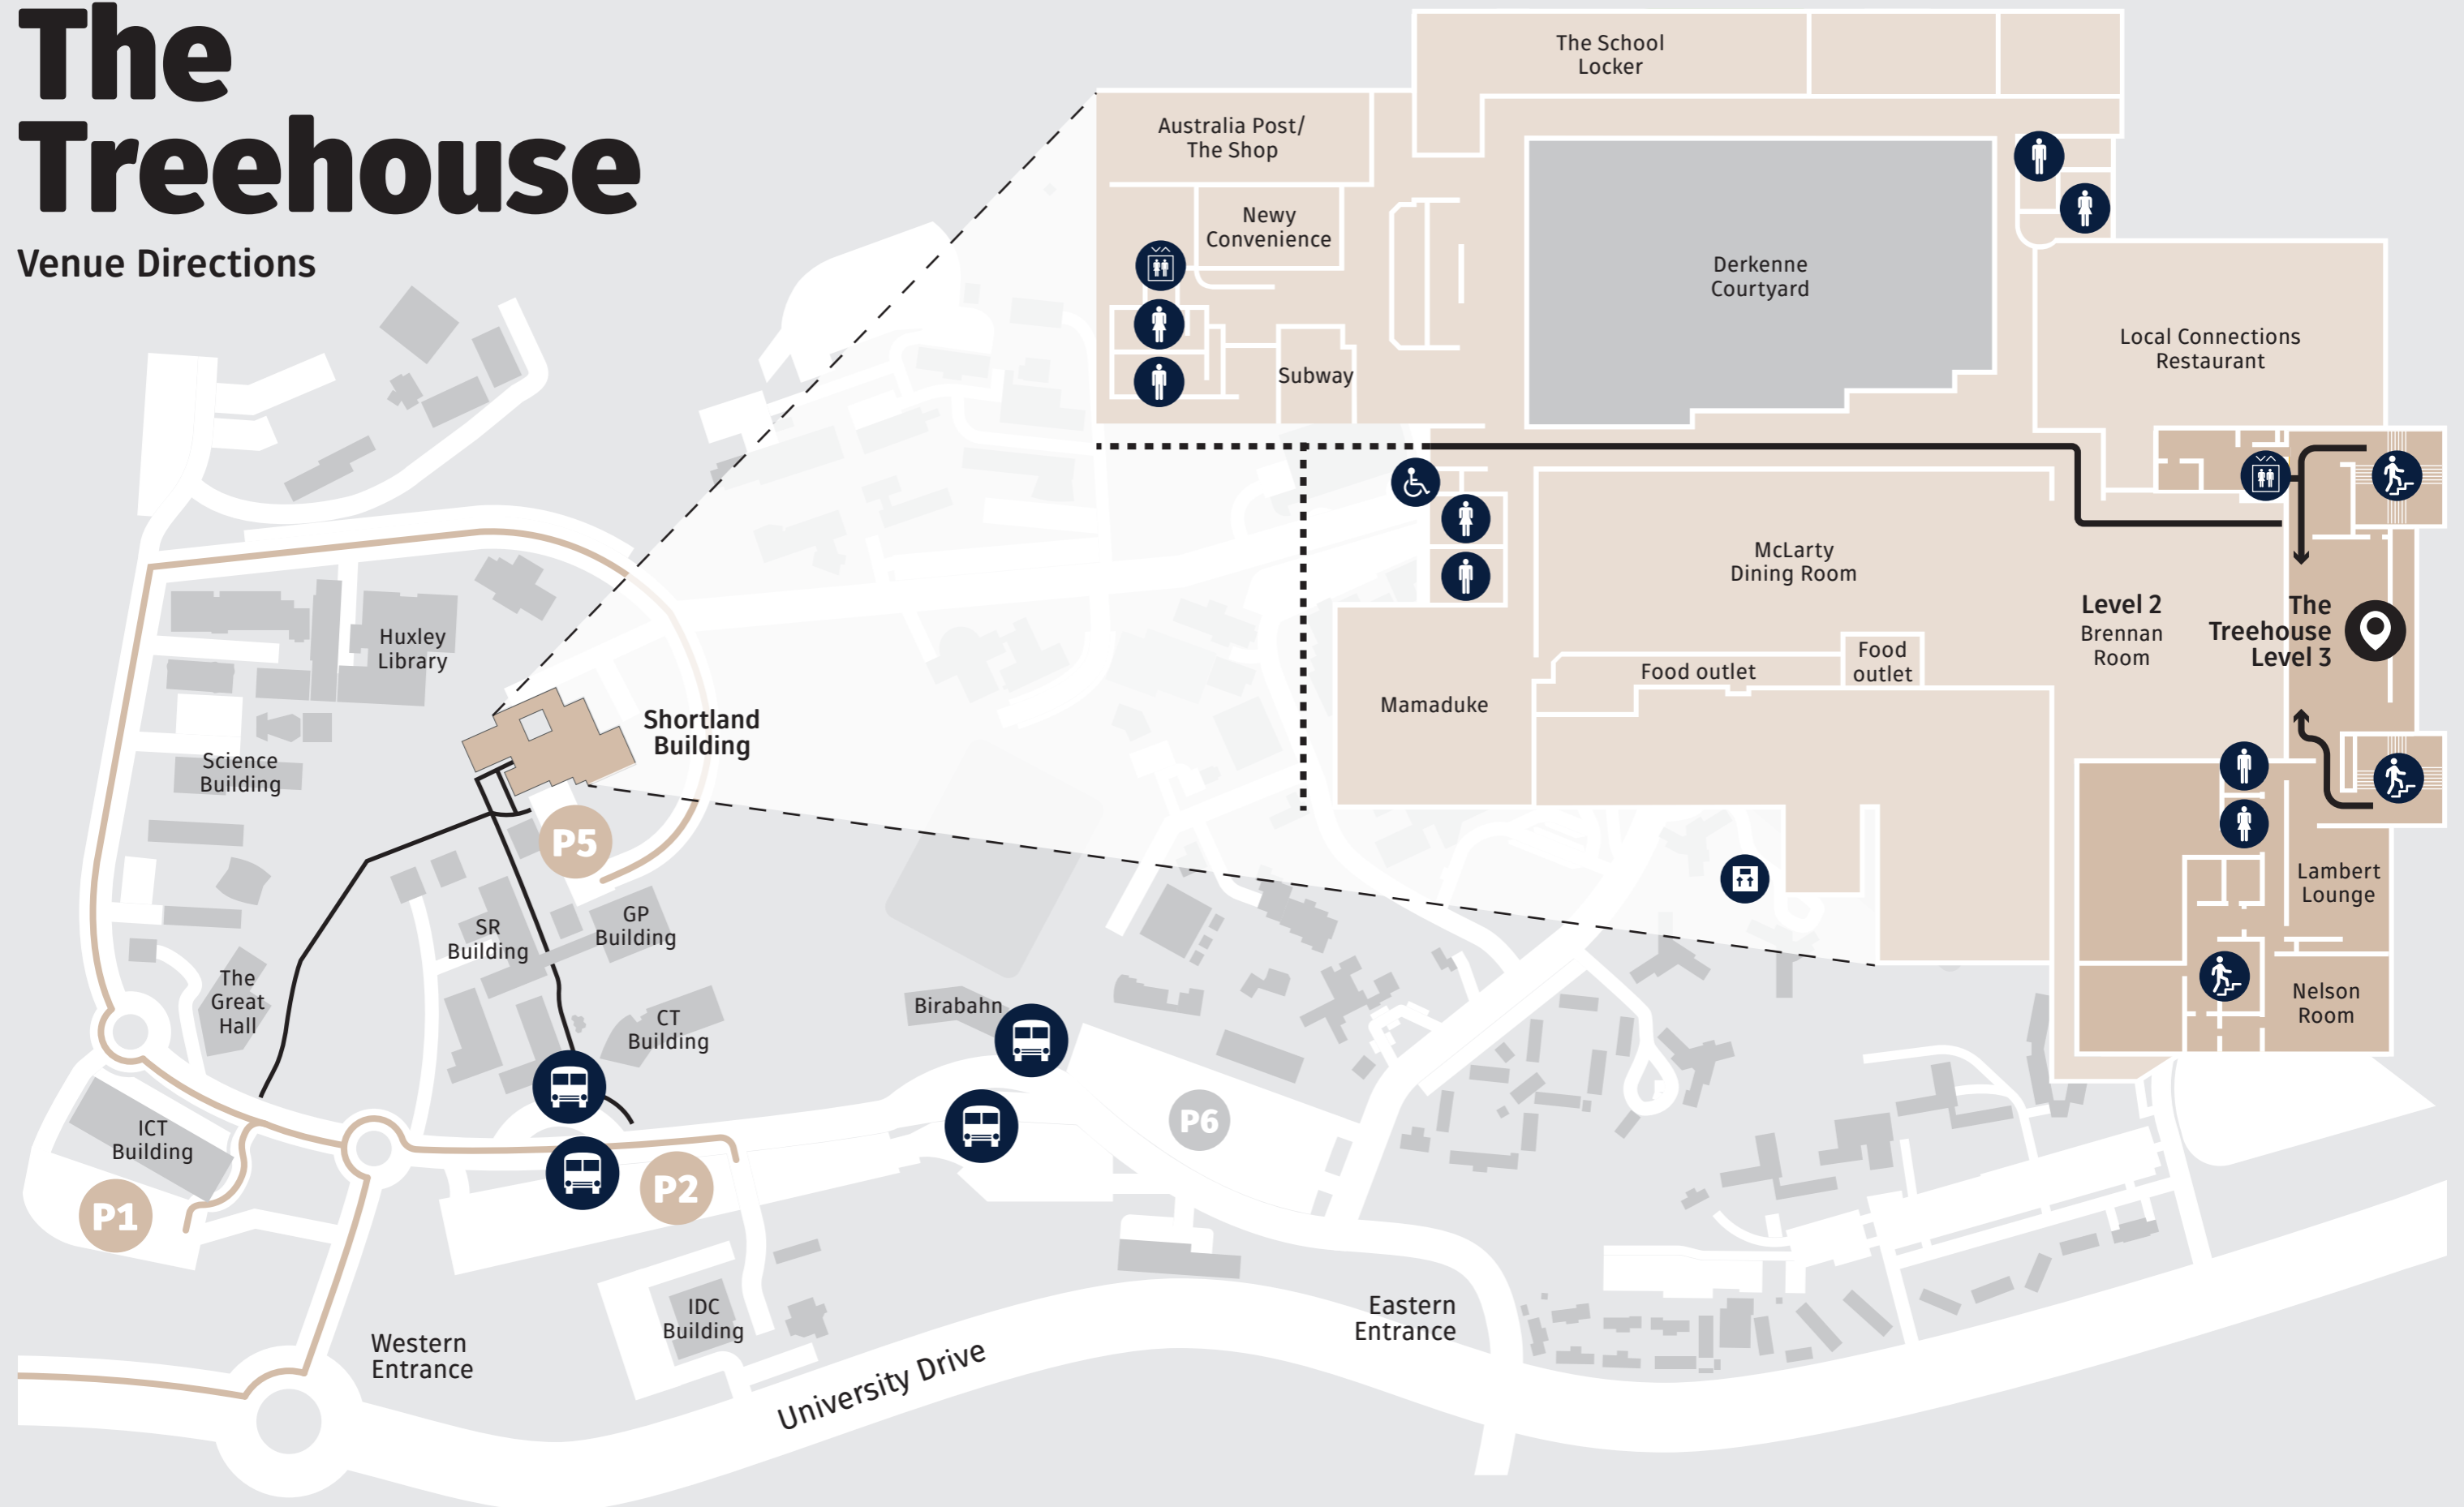 The
Treehouse
Venue Directions
The School
Locker
Australia Post/
The Shop
Newy
Convenience
Derkenne
Courtyard
Local Connections
Restaurant
Subway
McLarty
Dining Room
Level 2
Brennan
Room
The
Treehouse
Level 3
Food outlet
Food
outlet
Mamaduke
Lambert
Lounge
Nelson
Room
Huxley
Library
Shortland
Building
Science
Building
P5
SR
Building
GP
Building
The
Great
Hall
CT
Building
Birabahn
ICT
Building
P6
P1
P2
IDC
Building
Western
Entrance
Eastern
Entrance
University Drive